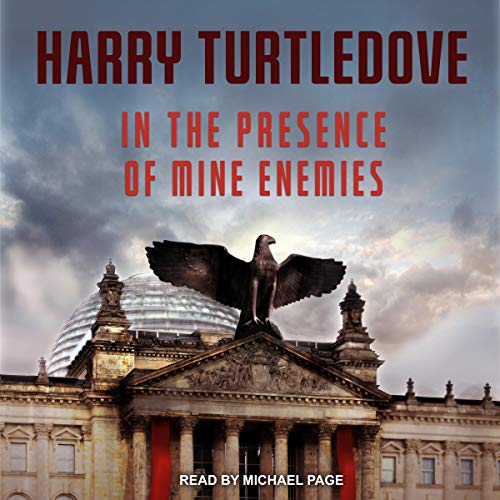 HARRY TURTLEDOVE
IN THE PRESENCE
OF MINE ENEMIES
READ BY MICHAEL PAGE